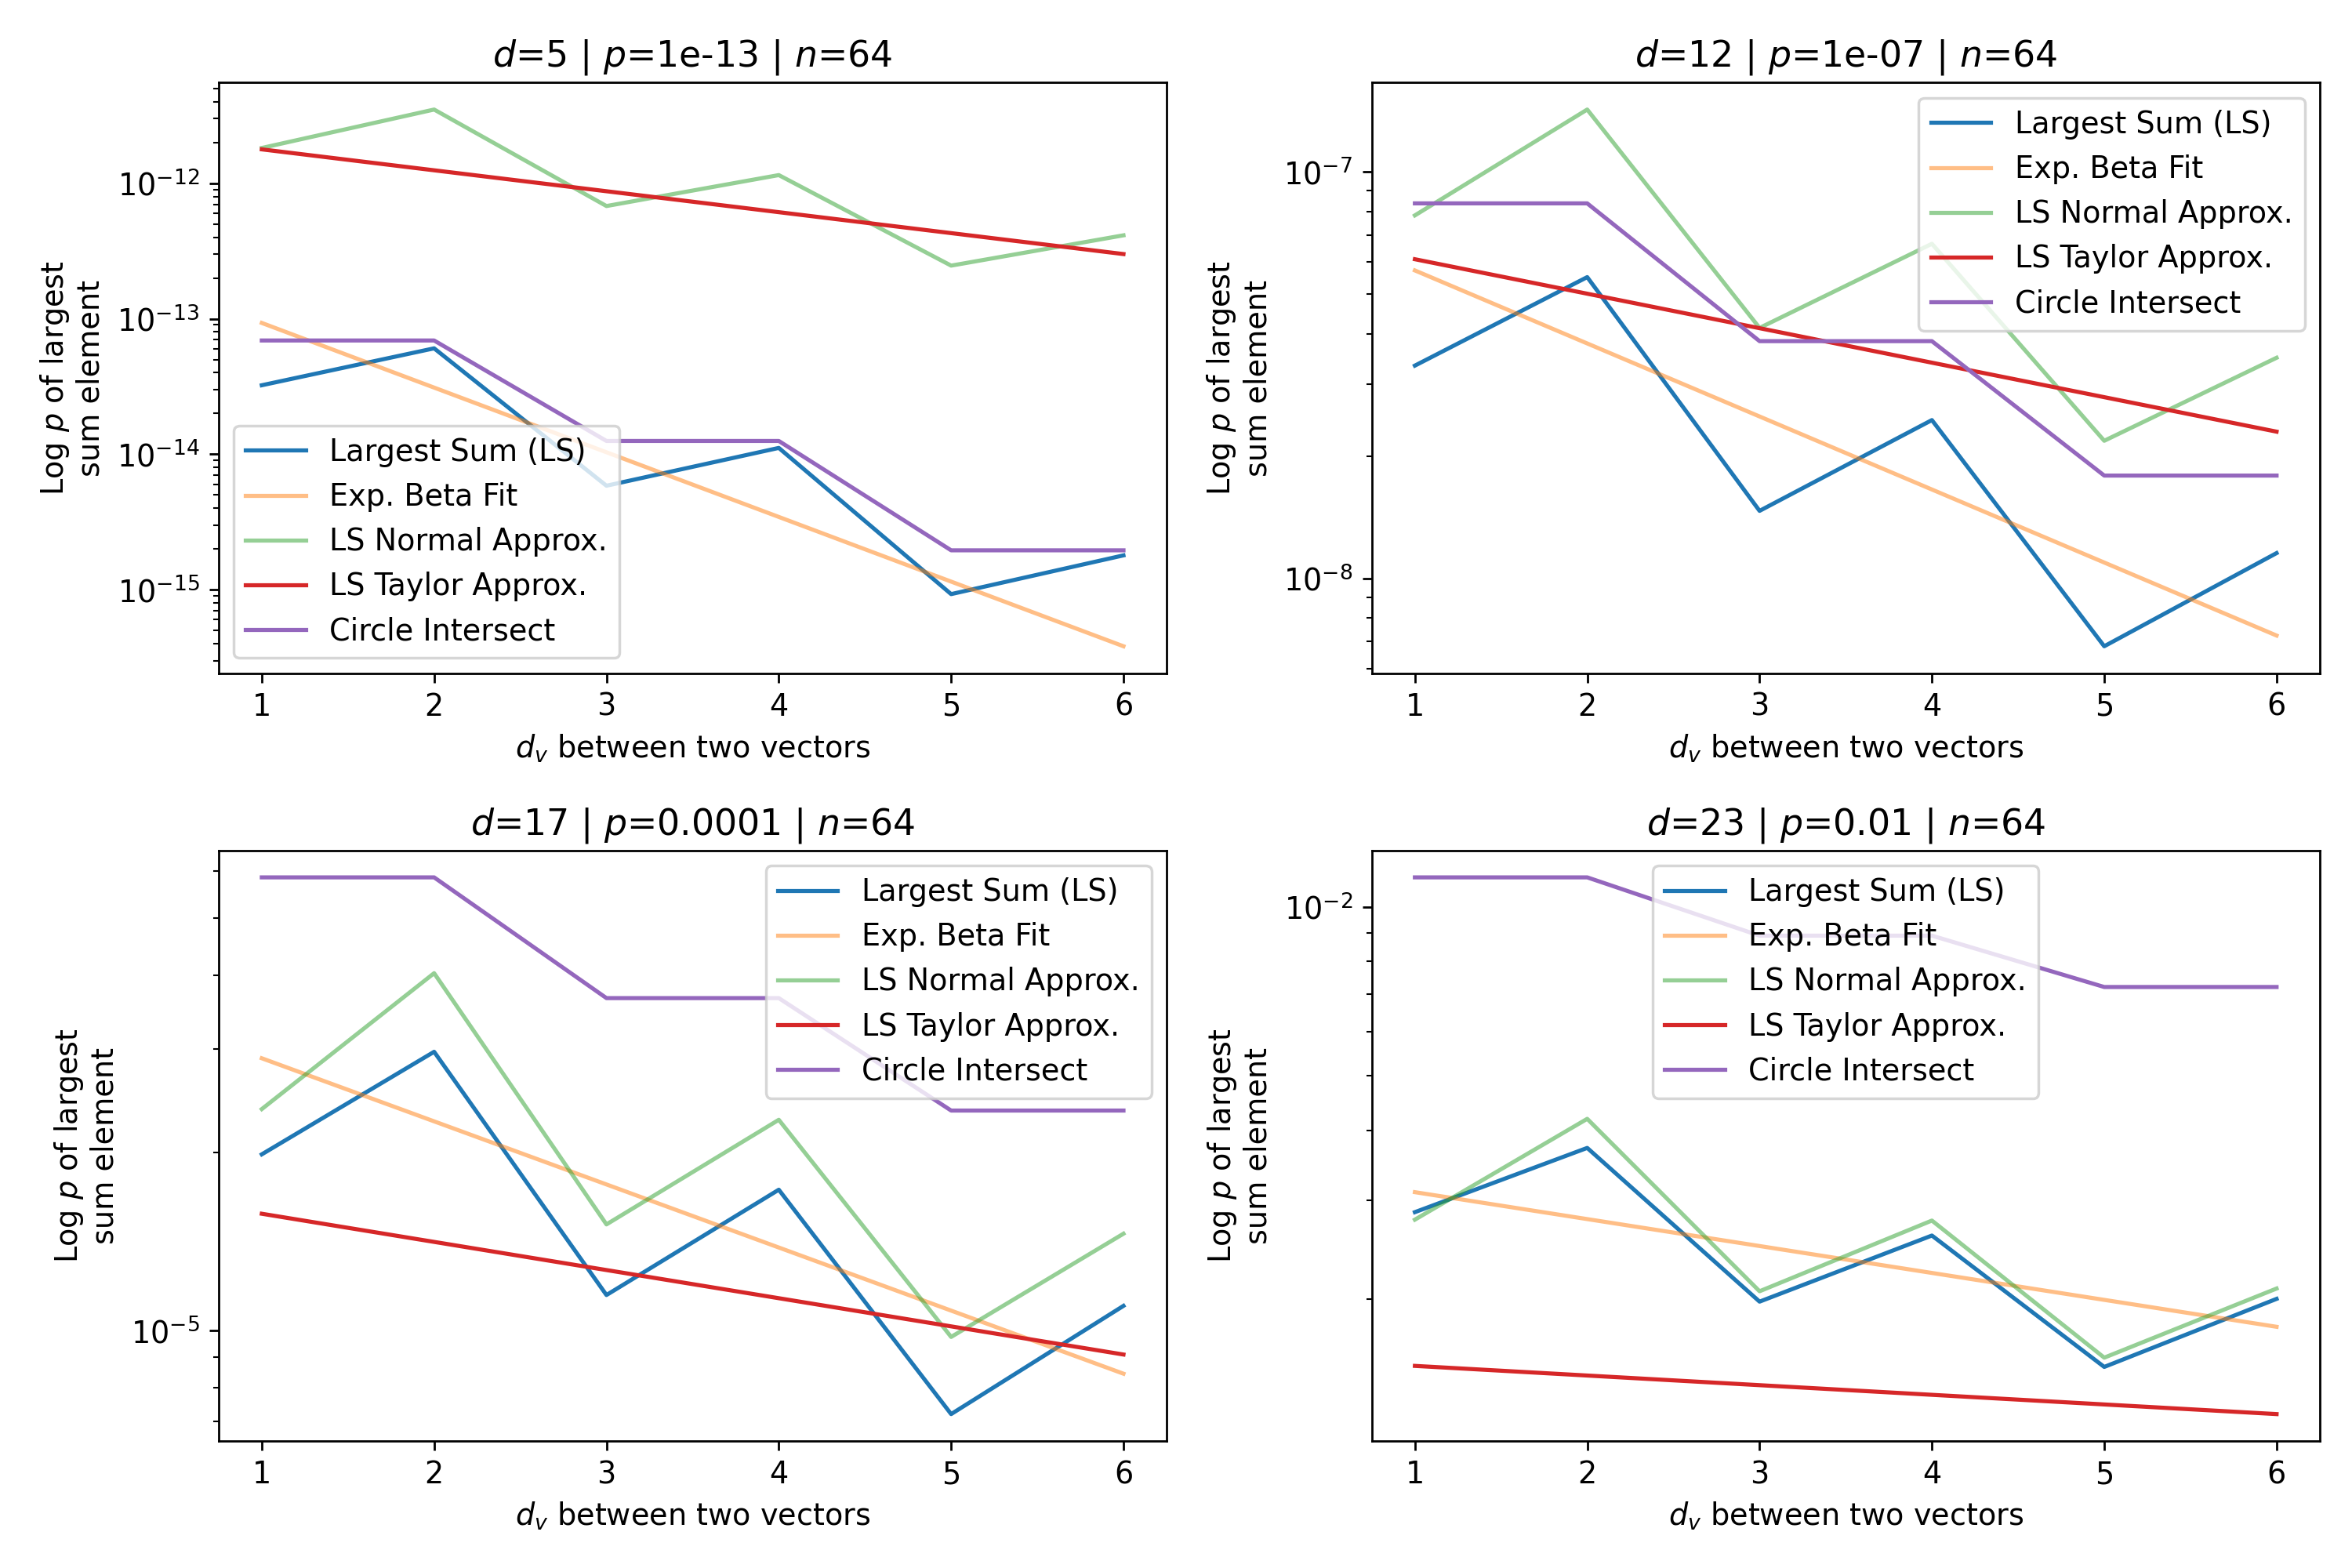 d=5 | p=1e-13 | n=64
10⁻¹²
10⁻¹³
10⁻¹⁴
10⁻¹⁵
Log p of largest
sum element
Largest Sum (LS)
Exp. Beta Fit
LS Normal Approx.
LS Taylor Approx.
Circle Intersect
1 2 3 4 5 6
d_v between two vectors
d=12 | p=1e-07 | n=64
10⁻⁷
10⁻⁸
Log p of largest
sum element
Largest Sum (LS)
Exp. Beta Fit
LS Normal Approx.
LS Taylor Approx.
Circle Intersect
1 2 3 4 5 6
d_v between two vectors
d=17 | p=0.0001 | n=64
10⁻⁵
Log p of largest
sum element
Largest Sum (LS)
Exp. Beta Fit
LS Normal Approx.
LS Taylor Approx.
Circle Intersect
1 2 3 4 5 6
d_v between two vectors
d=23 | p=0.01 | n=64
10⁻²
Log p of largest
sum element
Largest Sum (LS)
Exp. Beta Fit
LS Normal Approx.
LS Taylor Approx.
Circle Intersect
1 2 3 4 5 6
d_v between two vectors